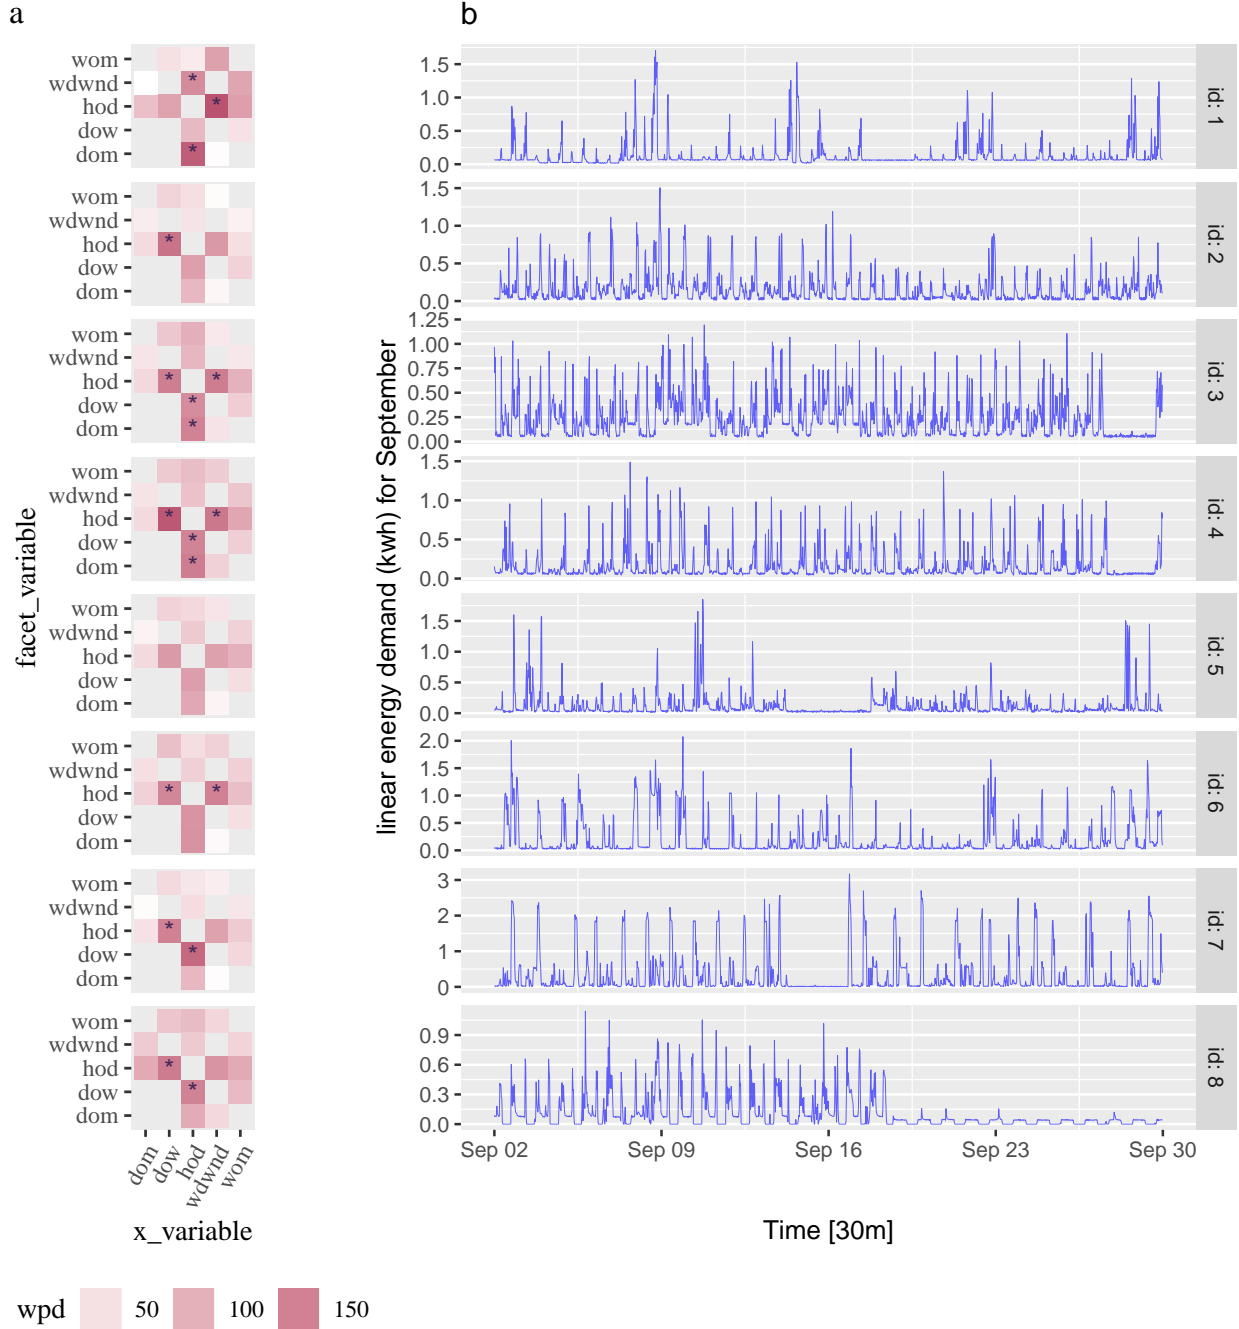 a
b
wom
wdwnd
hod
dow
dom
*
*
*
1.5
1.0
0.5
0.0
id: 1
wom
wdwnd
hod
dow
dom
*
1.5
1.0
0.5
0.0
id: 2
wom
wdwnd
hod
dow
dom
* *
*
*
1.25
1.00
0.75
0.50
0.25
0.00
id: 3
wom
wdwnd
hod
dow
dom
* *
*
*
1.5
1.0
0.5
0.0
id: 4
wom
wdwnd
hod
dow
dom
1.5
1.0
0.5
0.0
id: 5
wom
wdwnd
hod
dow
dom
* *
2.0
1.5
1.0
0.5
0.0
id: 6
wom
wdwnd
hod
dow
dom
*
*
3
2
1
0
id: 7
wom
wdwnd
hod
dow
dom
*
*
0.9
0.6
0.3
0.0
id: 8
facet_variable
linear energy demand (kwh) for September
dom
dow
hod
wdwnd
wom
x_variable
Sep 02
Sep 09
Sep 16
Sep 23
Sep 30
Time [30m]
wpd 50 100 150